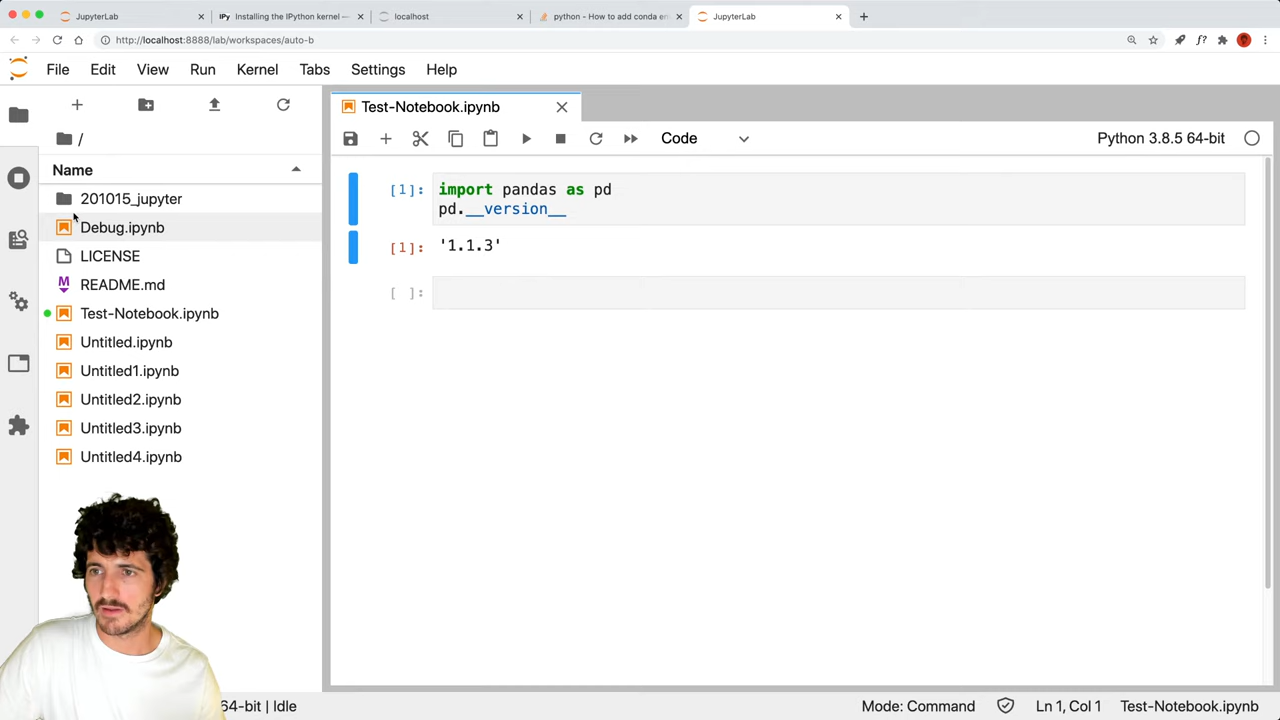 JupyterLab
IPy Installing the IPython kernel —
localhost
python - How to add conda en
JupyterLab
http://localhost:8888/lab/workspaces/auto-b
f?
File Edit View Run Kernel Tabs Settings Help
Test-Notebook.ipynb
/
Code
Python 3.8.5 64-bit
Name
201015_jupyter
Debug.ipynb
LICENSE
M README.md
Test-Notebook.ipynb
Untitled.ipynb
Untitled1.ipynb
Untitled2.ipynb
Untitled3.ipynb
Untitled4.ipynb
[1]: import pandas as pd
pd.__version__
[1]: '1.1.3'
[ ]:
64-bit | Idle
Mode: Command
Ln 1, Col 1
Test-Notebook.ipynb